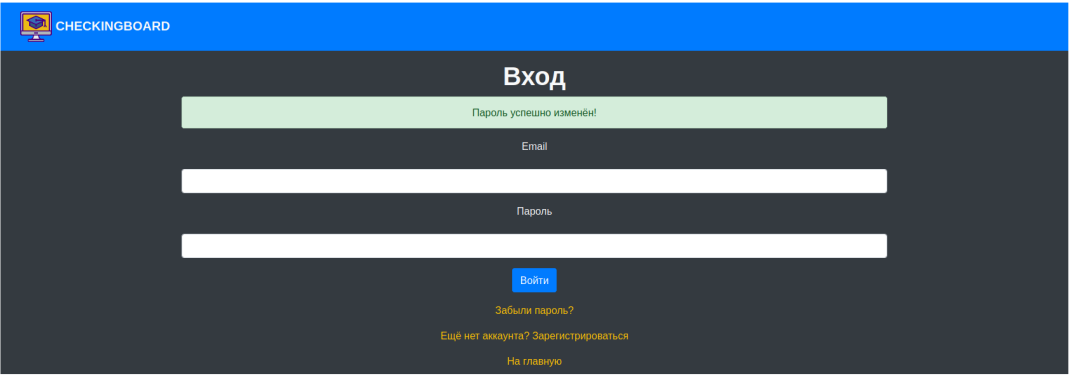 CHECKINGBOARD
Вход
Пароль успешно изменён!
Email
Пароль
Войти
Забыли пароль?
Ещё нет аккаунта? Зарегистрироваться
На главную